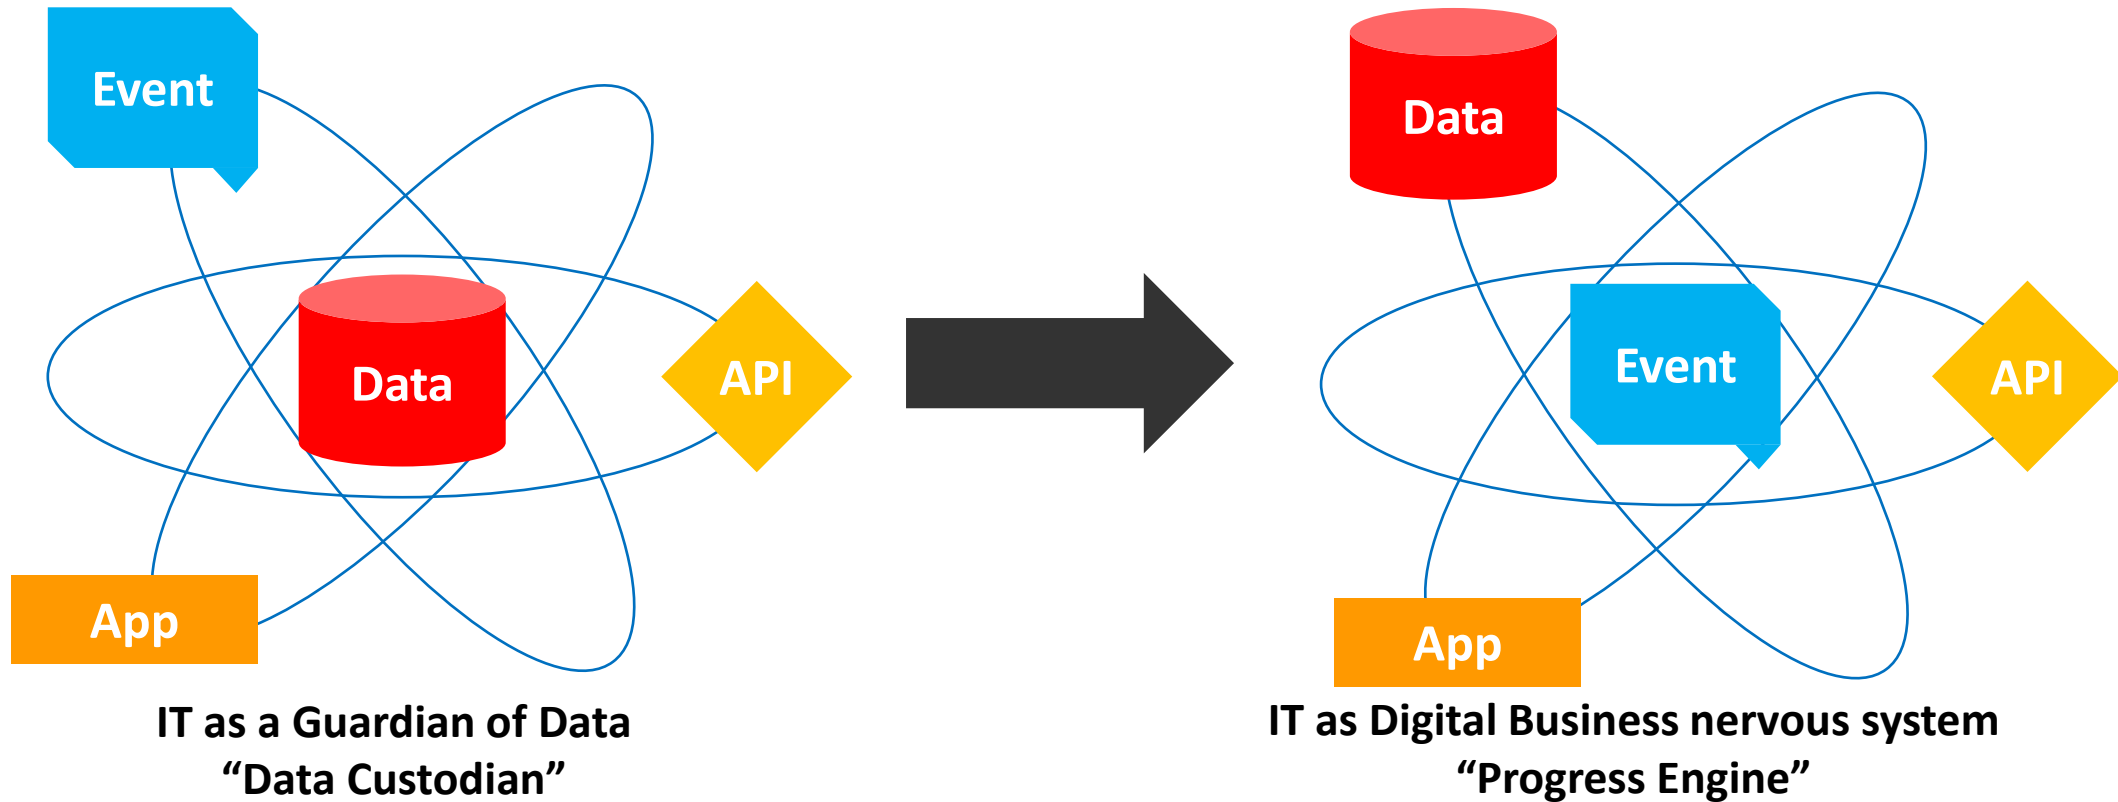 Event
Data
API
App
IT as a Guardian of Data
“Data Custodian”
Data
Event
API
App
IT as Digital Business nervous system
“Progress Engine”